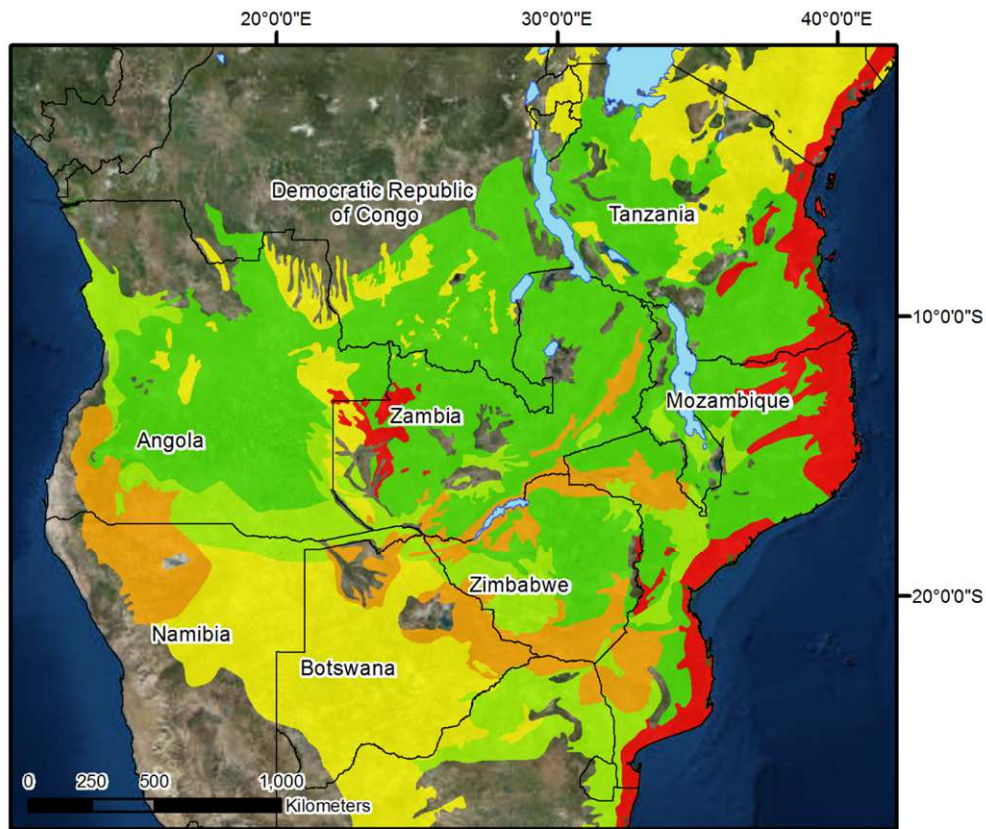 20°0'0"E
30°0'0"E
40°0'0"E
Democratic Republic
of Congo
Tanzania
10°0'0"S
Mozambique
Zambia
Angola
Zimbabwe
20°0'0"S
Namibia
Botswana
0 250 500 1,000
Kilometers